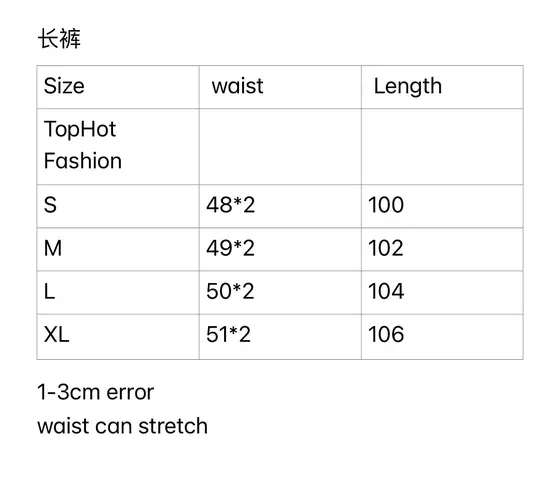 长裤
Size waist Length
TopHot
Fashion
S 48*2 100
M 49*2 102
L 50*2 104
XL 51*2 106
1-3cm error
waist can stretch